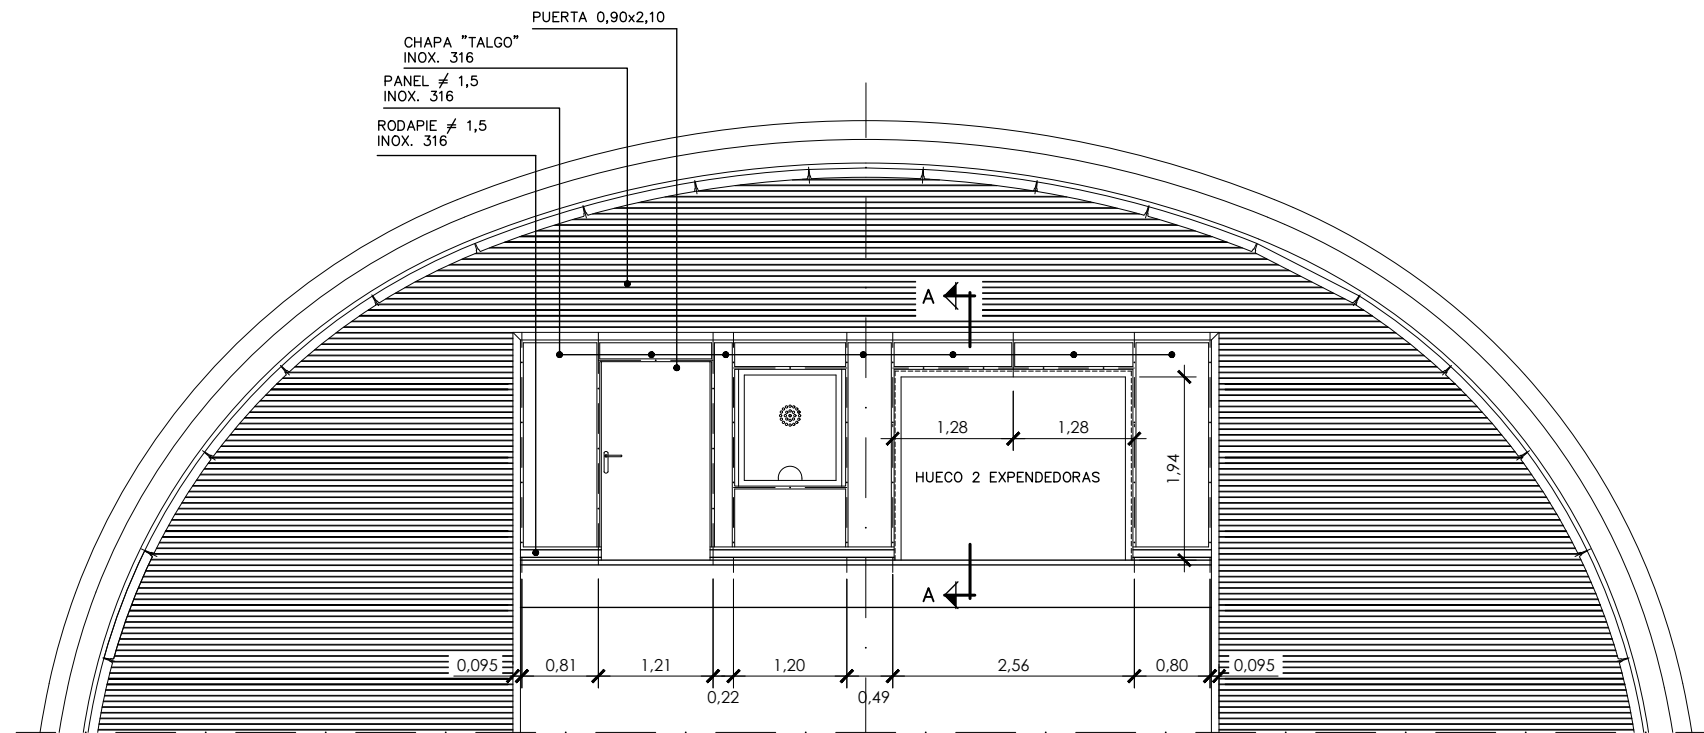 PUERTA 0,90x2,10
CHAPA "TALGO"
INOX. 316
PANEL ≠ 1,5
INOX. 316
RODAPIE ≠ 1,5
INOX. 316
A
1,28
1,28
1,94
HUECO 2 EXPENDEDORAS
A
0,095
0,81
1,21
1,20
2,56
0,80
0,095
0,22
0,49